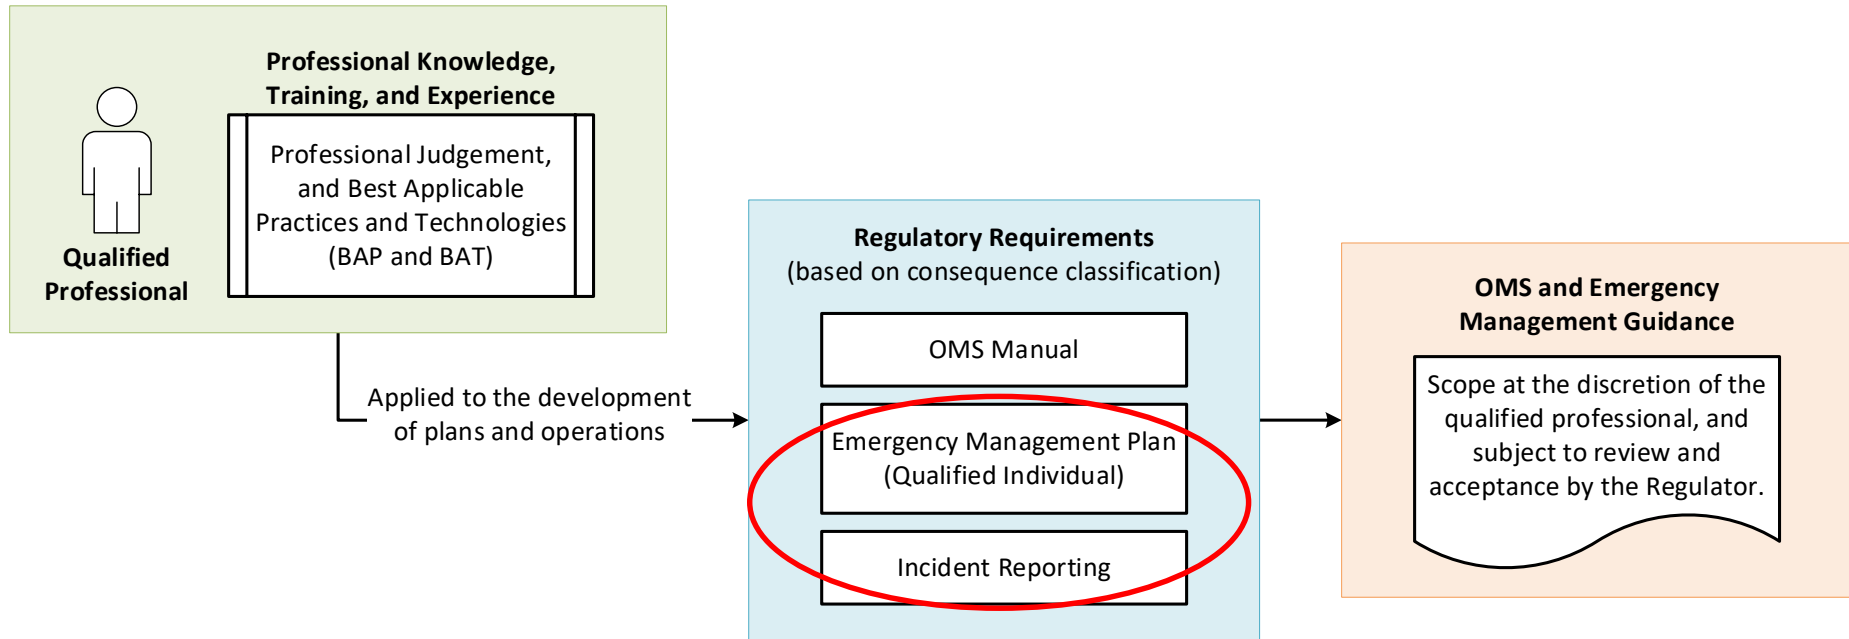 Professional Knowledge,
Training, and Experience
Professional Judgement,
and Best Applicable
Practices and Technologies
(BAP and BAT)
Qualified
Professional
Applied to the development
of plans and operations
Regulatory Requirements
(based on consequence classification)
OMS Manual
Emergency Management Plan
(Qualified Individual)
Incident Reporting
OMS and Emergency
Management Guidance
Scope at the discretion of the
qualified professional, and
subject to review and
acceptance by the Regulator.